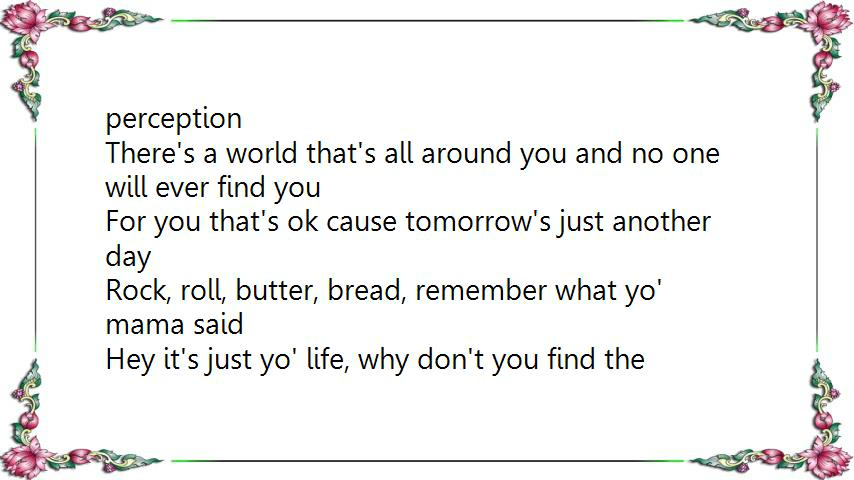 perception
There's a world that's all around you and no one
will ever find you
For you that's ok cause tomorrow's just another
day
Rock, roll, butter, bread, remember what yo'
mama said
Hey it's just yo' life, why don't you find the